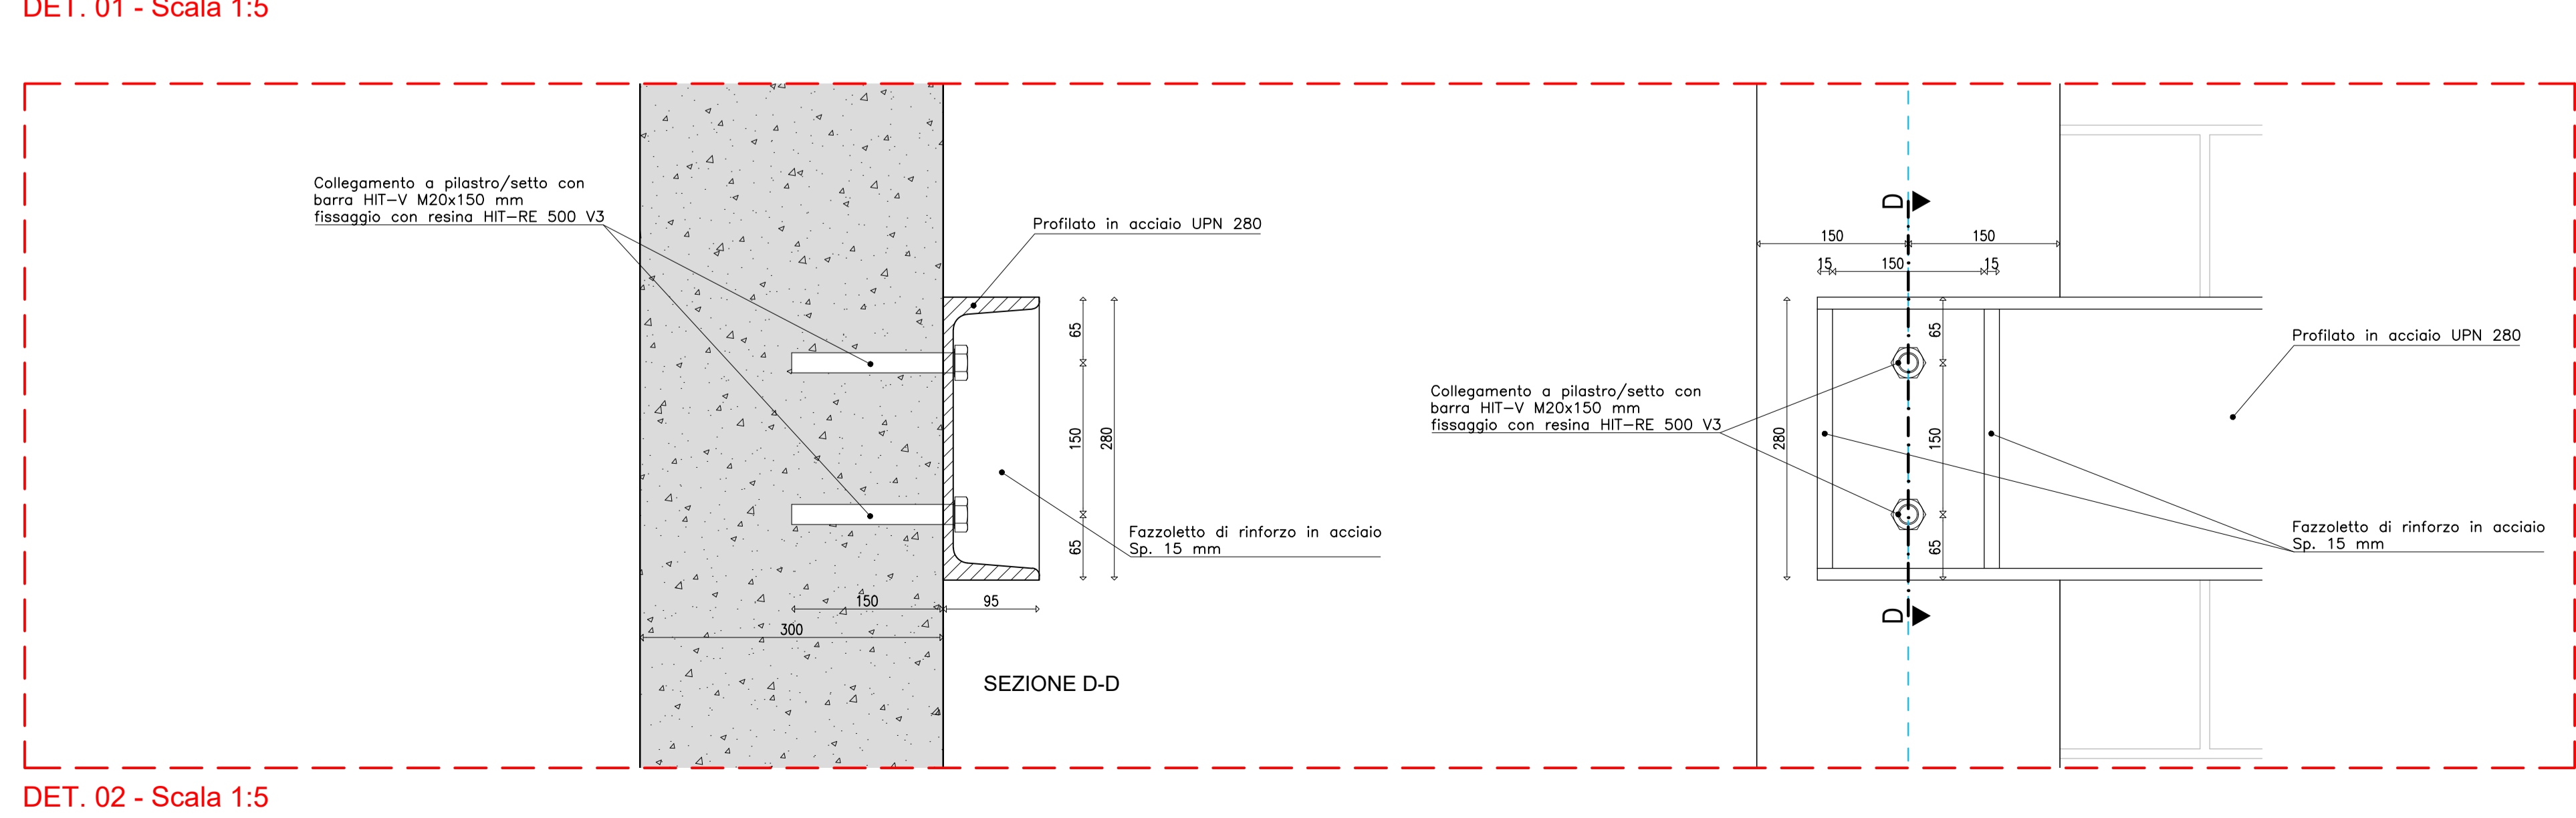 DET. 01 - Scala 1:5
Collegamento a pilastro/setto con
barra HIT-V M20x150 mm
fissaggio con resina HIT-RE 500 V3
Profilato in acciaio UPN 280
65
150
280
65
Fazzoletto di rinforzo in acciaio
Sp. 15 mm
150
95
300
SEZIONE D-D
D
150
150
15
150
15
65
280
150
65
Profilato in acciaio UPN 280
Collegamento a pilastro/setto con
barra HIT-V M20x150 mm
fissaggio con resina HIT-RE 500 V3
Fazzoletto di rinforzo in acciaio
Sp. 15 mm
D
DET. 02 - Scala 1:5